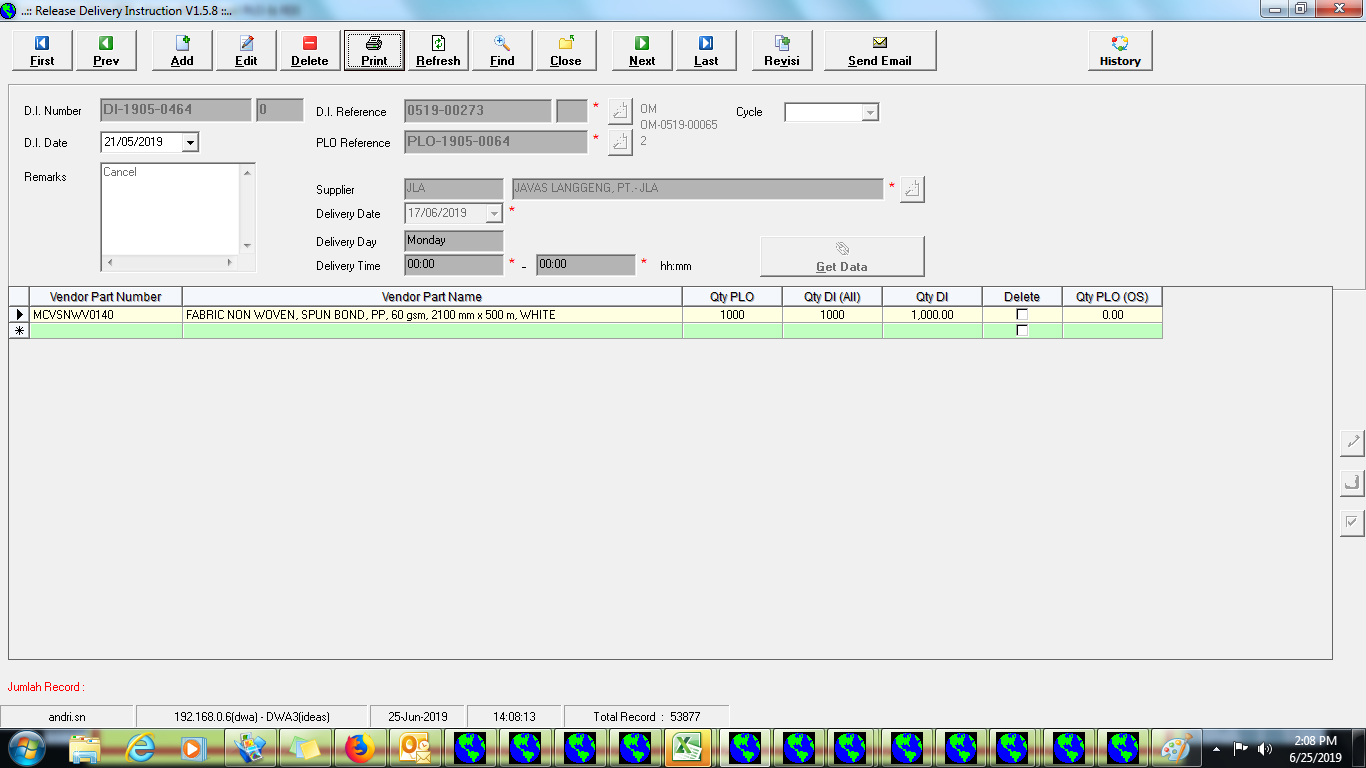 ..:: Release Delivery Instruction V1.5.8 ::..
First Prev Add Edit Delete Print Refresh Find Close Next Last Revisi Send Email History
D.I. Number DI-1905-0464 0 D.I. Reference 0519-00273 * OM Cycle
OM-0519-00065
D.I. Date 21/05/2019 PLO Reference PLO-1905-0064 * 2
Remarks Cancel
Supplier JLA JAVAS LANGGENG, PT.-JLA *
Delivery Date 17/06/2019 *
Delivery Day Monday
Delivery Time 00:00 * - 00:00 * hh:mm Get Data
Vendor Part Number Vendor Part Name Qty PLO Qty DI (All) Qty DI Delete Qty PLO (OS)
MCVSNWV0140 FABRIC NON WOVEN, SPUN BOND, PP, 60 gsm, 2100 mm x 500 m, WHITE 1000 1000 1,000.00 0.00
Jumlah Record :
andri.sn 192.168.0.6(dwa) - DWA3(ideas) 25-Jun-2019 14:08:13 Total Record : 53877
2:08 PM
6/25/2019